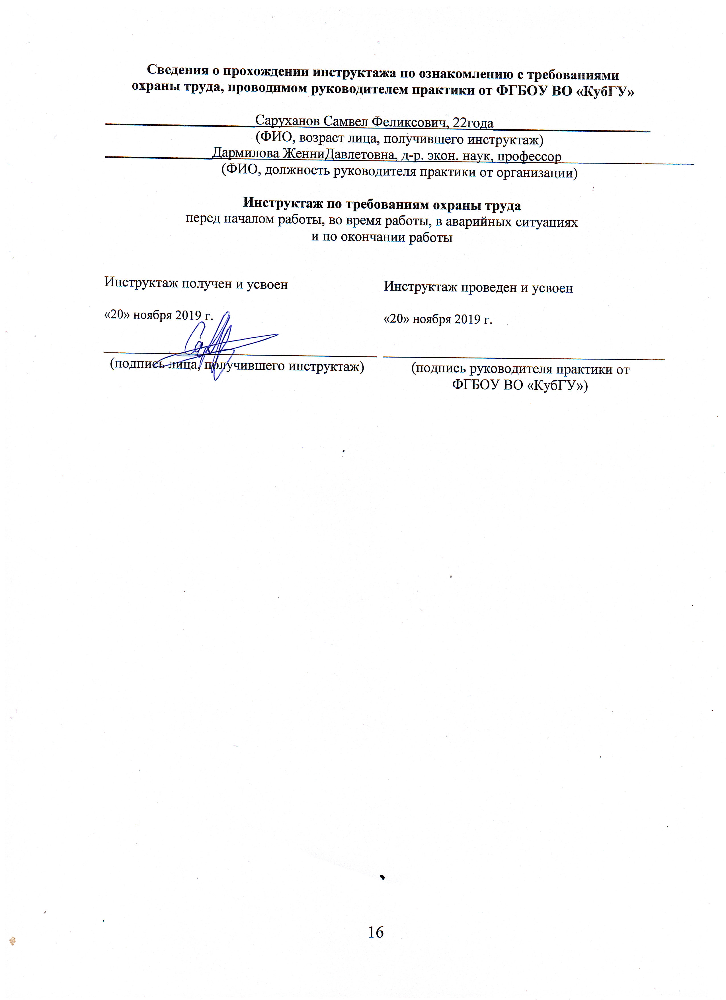 Сведения о прохождении инструктажа по ознакомлению с требованиями
охраны труда, проводимом руководителем практики от ФГБОУ ВО «КубГУ»
Саруханов Самвел Феликсович, 22года
(ФИО, возраст лица, получившего инструктаж)
Дармилова ЖенниДавлетовна, д-р. экон. наук, профессор
(ФИО, должность руководителя практики от организации)
Инструктаж по требованиям охраны труда
перед началом работы, во время работы, в аварийных ситуациях
и по окончании работы
Инструктаж получен и усвоен
«20» ноября 2019 г.
(подпись лица, получившего инструктаж)
Инструктаж проведен и усвоен
«20» ноября 2019 г.
(подпись руководителя практики от
ФГБОУ ВО «КубГУ»)
16